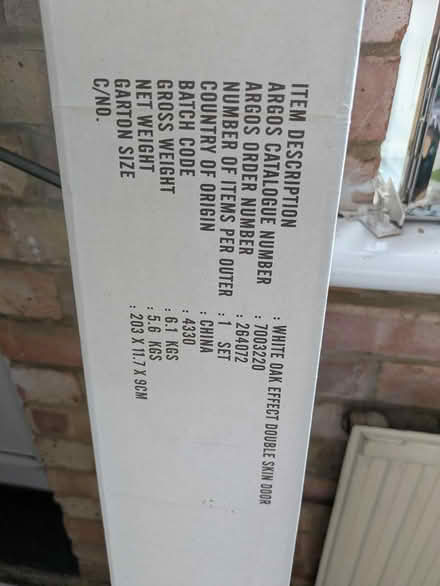 ITEM DESCRIPTION : WHITE OAK EFFECT DOUBLE SKIN DOOR
ARGOS CATALOGUE NUMBER : 7003220
ARGOS ORDER NUMBER : 264072
NUMBER OF ITEMS PER OUTER : 1 SET
COUNTRY OF ORIGIN : CHINA
BATCH CODE : 4330
GROSS WEIGHT : 6.1 KGS
NET WEIGHT : 5.6 KGS
GARTON SIZE : 203 X 11.7 X 9CM
C/NO.